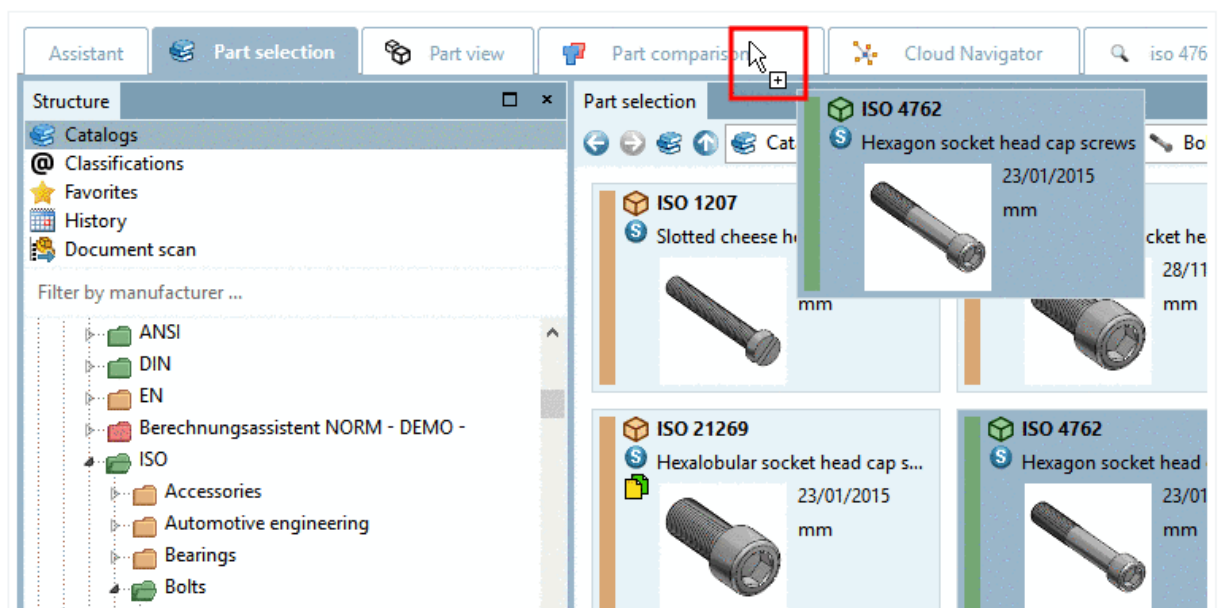 Assistant
Part selection
Part view
Part comparison
Cloud Navigator
iso 476
Structure
Catalogs
Classifications
Favorites
History
Document scan
Filter by manufacturer ...
ANSI
DIN
EN
Berechnungsassistent NORM - DEMO -
ISO
Accessories
Automotive engineering
Bearings
Bolts
Part selection
Cat
Bo
ISO 4762
Hexagon socket head cap screws
23/01/2015
mm
ISO 1207
Slotted cheese h
mm
cket he
28/11
mm
ISO 21269
Hexalobular socket head cap s...
23/01/2015
mm
ISO 4762
Hexagon socket head
23/01
mm